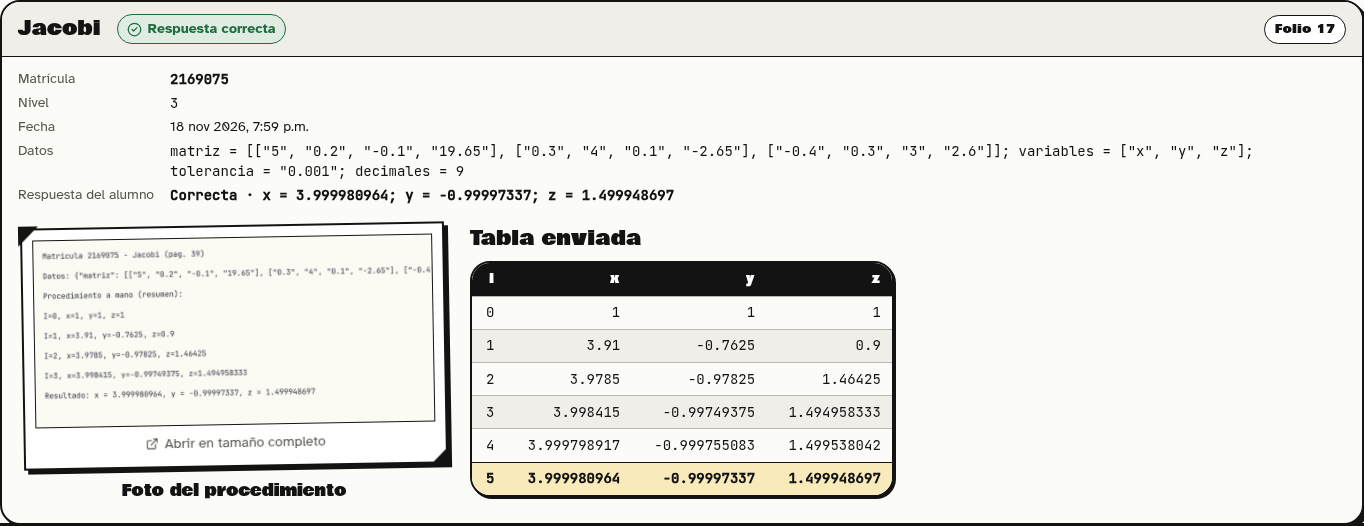 Jacobi
Respuesta correcta
Folio 17
Matrícula 2169075
Nivel 3
Fecha 18 nov 2026, 7:59 p.m.
Datos matriz = [["5", "0.2", "-0.1", "19.65"], ["0.3", "4", "0.1", "-2.65"], ["-0.4", "0.3", "3", "2.6"]]; variables = ["x", "y", "z"];
tolerancia = "0.001"; decimales = 9
Respuesta del alumno Correcta · x = 3.999980964; y = -0.99997337; z = 1.499948697
Matricula 2169075 - Jacobi (pag. 39)
Datos: {"matriz": [["5", "0.2", "-0.1", "19.65"], ["0.3", "4", "0.1", "-2.65"], ["-0.4
Procedimiento a mano (resumen):
I=0, x=1, y=1, z=1
I=1, x=3.91, y=-0.7625, z=0.9
I=2, x=3.9785, y=-0.97825, z=1.46425
I=3, x=3.998415, y=-0.99749375, z=1.494958333
Resultado: x = 3.999980964, y = -0.99997337, z = 1.499948697
Abrir en tamaño completo
Foto del procedimiento
Tabla enviada
I x y z
0 1 1 1
1 3.91 -0.7625 0.9
2 3.9785 -0.97825 1.46425
3 3.998415 -0.99749375 1.494958333
4 3.999798917 -0.999755083 1.499538042
5 3.999980964 -0.99997337 1.499948697